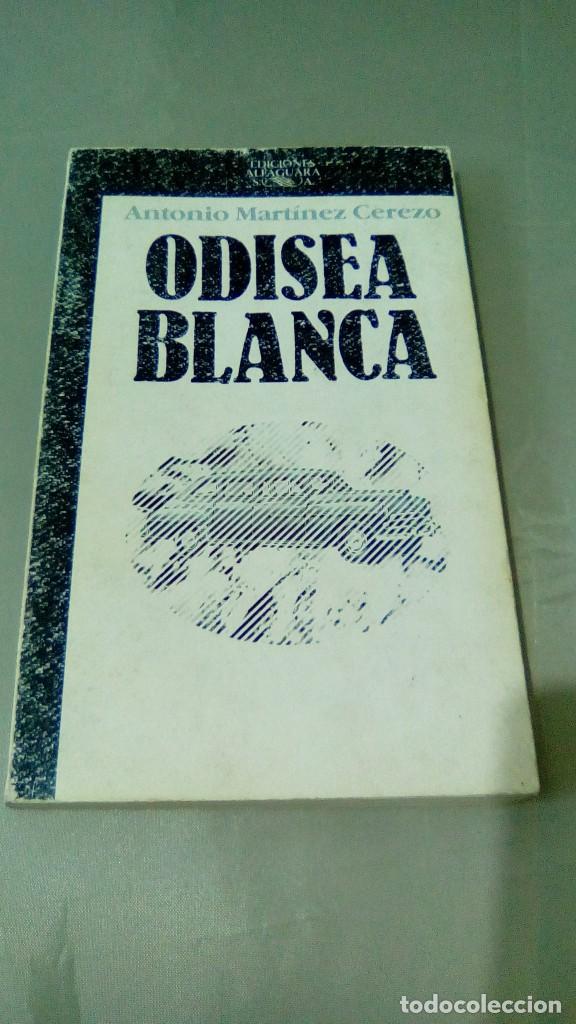 EDICIONES
ALFAGUARA
S. A.
Antonio Martínez Cerezo
ODISEA
BLANCA
todocoleccion